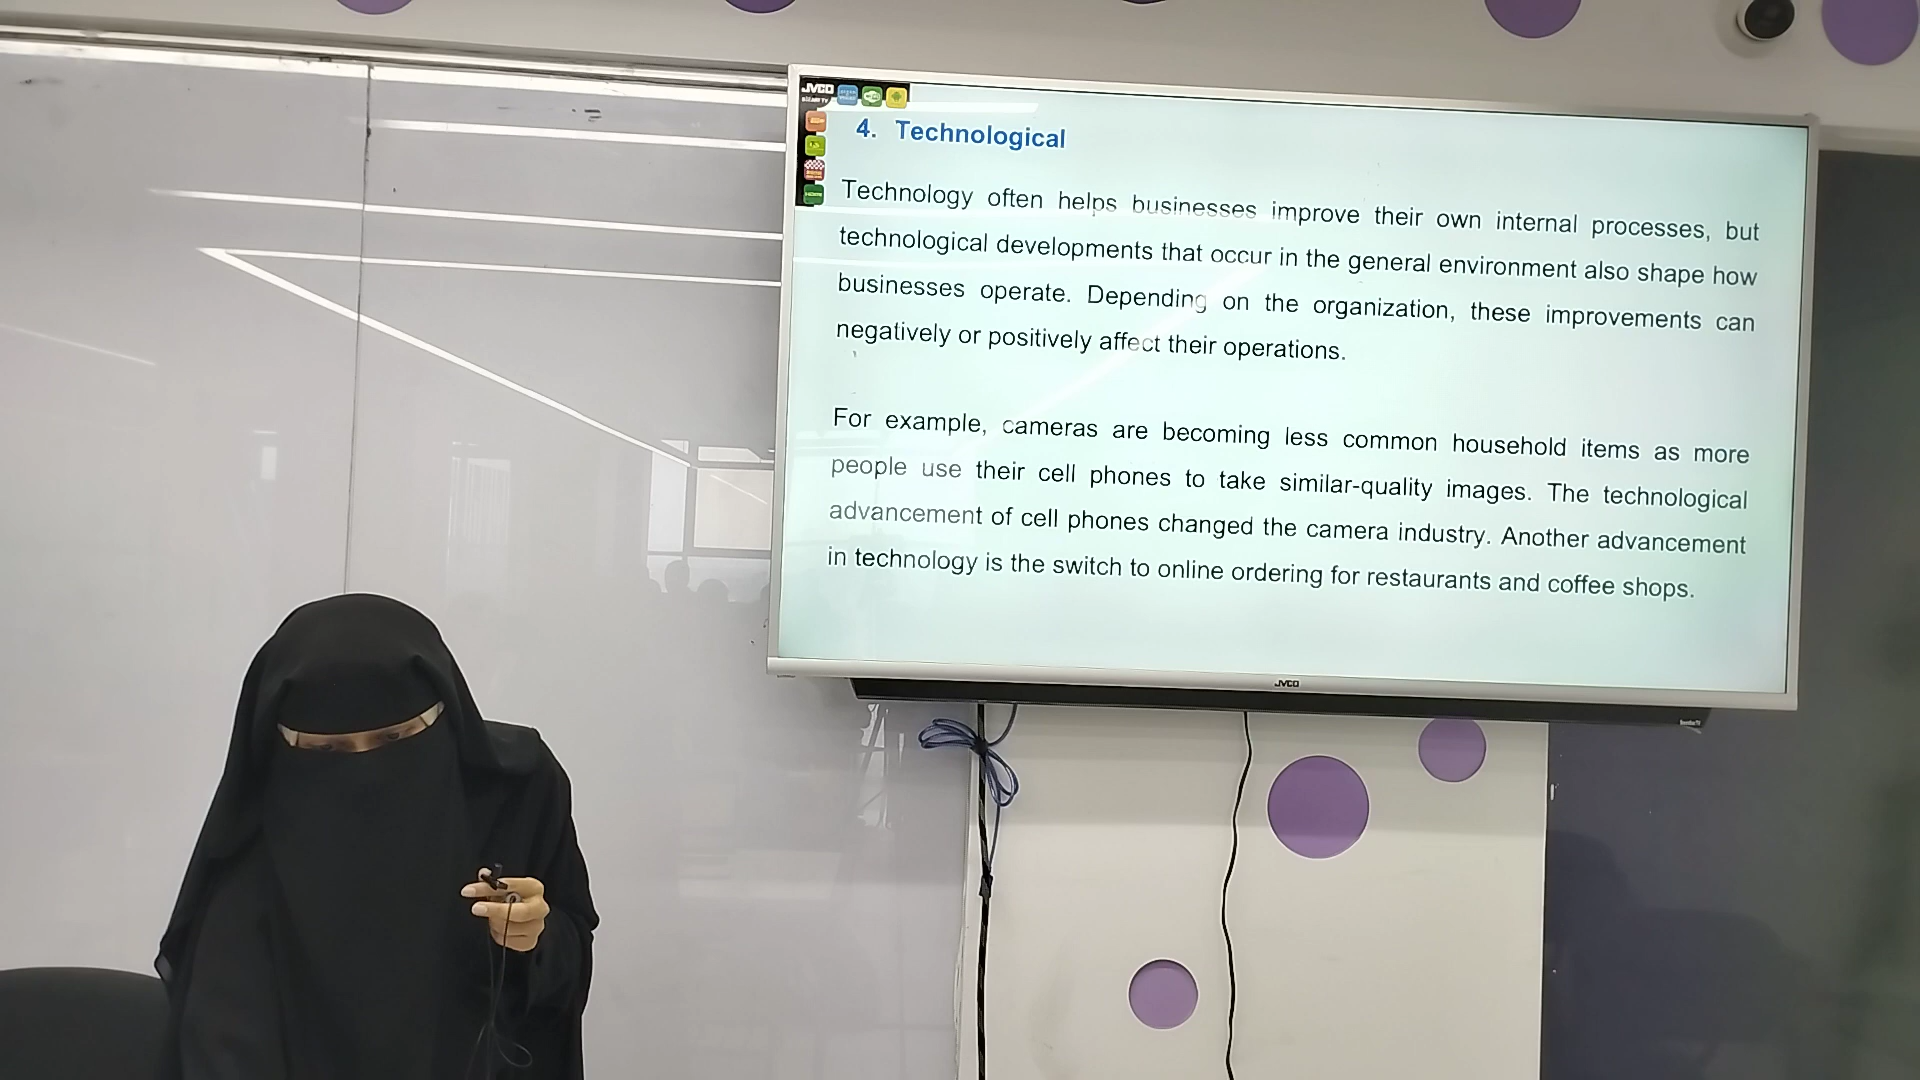 JVCO
4. Technological
Technology often helps businesses improve their own internal processes, but
technological developments that occur in the general environment also shape how
businesses operate. Depending on the organization, these improvements can
negatively or positively affect their operations.
For example, cameras are becoming less common household items as more
people use their cell phones to take similar-quality images. The technological
advancement of cell phones changed the camera industry. Another advancement
in technology is the switch to online ordering for restaurants and coffee shops.
JVCO